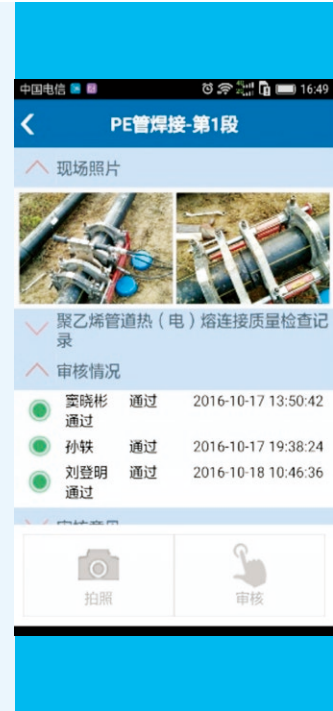 中国电信 16:49
PE管焊接-第1段
现场照片
聚乙烯管道热（电）熔连接质量检查记
录
审核情况
窦晓彬 通过 2016-10-17 13:50:42
通过
孙轶 通过 2016-10-17 19:38:24
刘登明 通过 2016-10-18 10:46:36
通过
拍照 审核